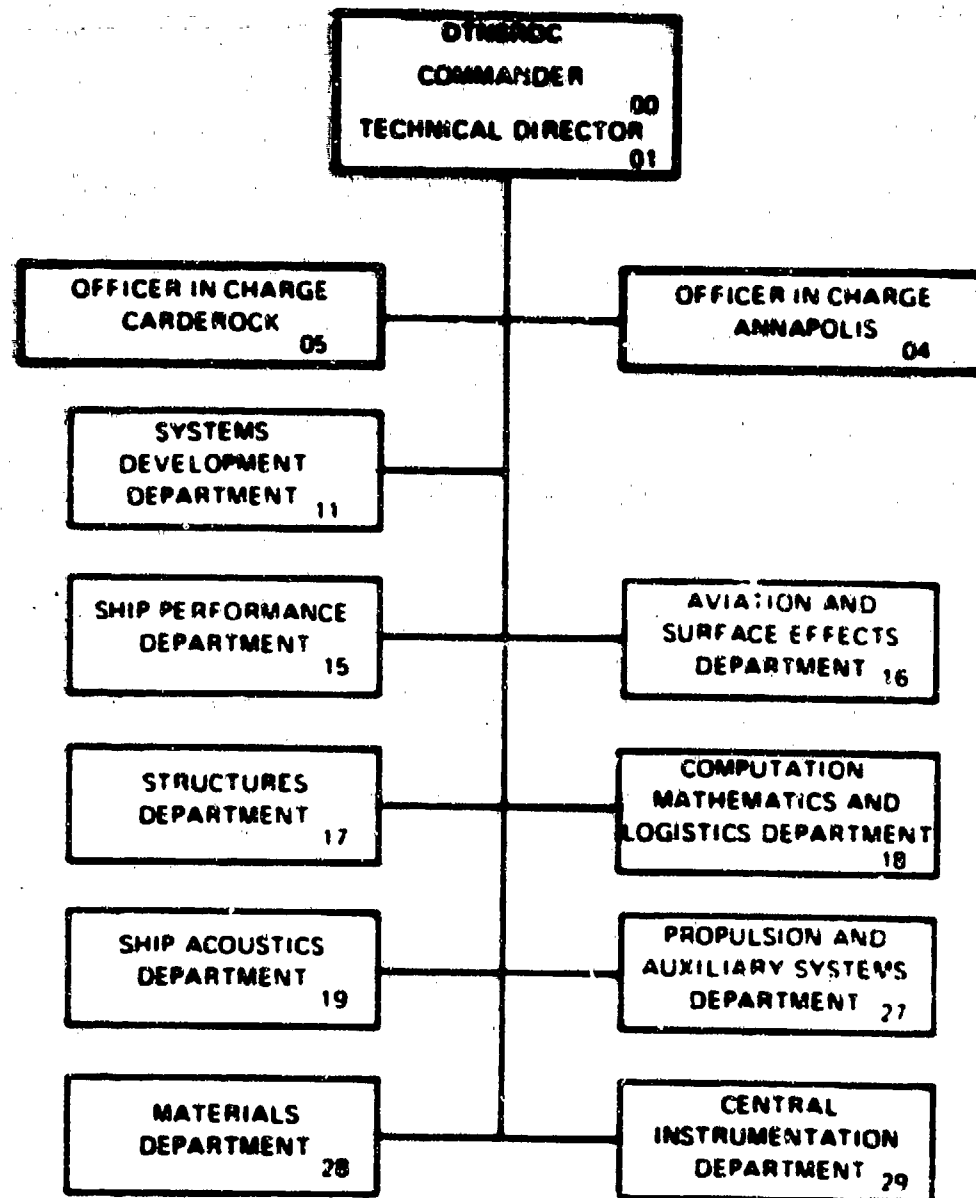 DTNSRDC
COMMANDER
00
TECHNICAL DIRECTOR
01
OFFICER IN CHARGE
CARDEROCK
05
OFFICER IN CHARGE
ANNAPOLIS
04
SYSTEMS
DEVELOPMENT
DEPARTMENT
11
SHIP PERFORMANCE
DEPARTMENT
15
AVIATION AND
SURFACE EFFECTS
DEPARTMENT
16
STRUCTURES
DEPARTMENT
17
COMPUTATION
MATHEMATICS AND
LOGISTICS DEPARTMENT
18
SHIP ACOUSTICS
DEPARTMENT
19
PROPULSION AND
AUXILIARY SYSTEMS
DEPARTMENT
27
MATERIALS
DEPARTMENT
28
CENTRAL
INSTRUMENTATION
DEPARTMENT
29